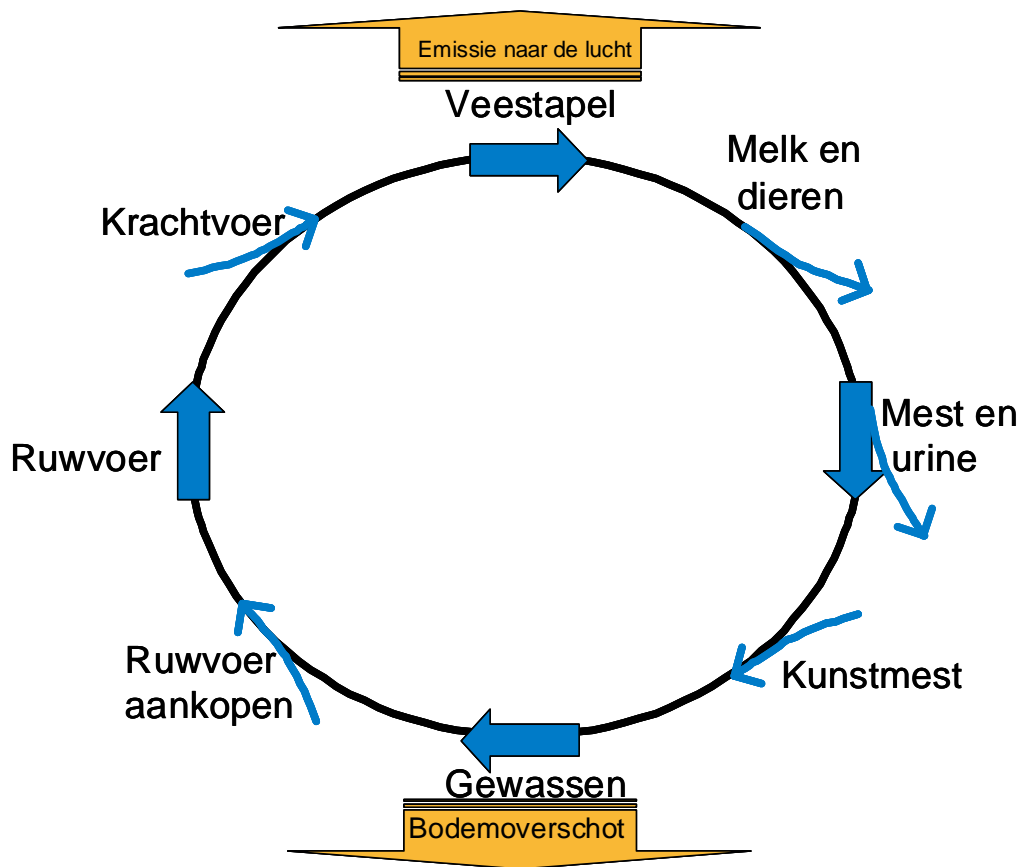 Emissie naar de lucht
Veestapel
Melk en
dieren
Krachtvoer
Mest en
urine
Ruwvoer
Ruwvoer
aankopen
Kunstmest
Gewassen
Bodemoverschot